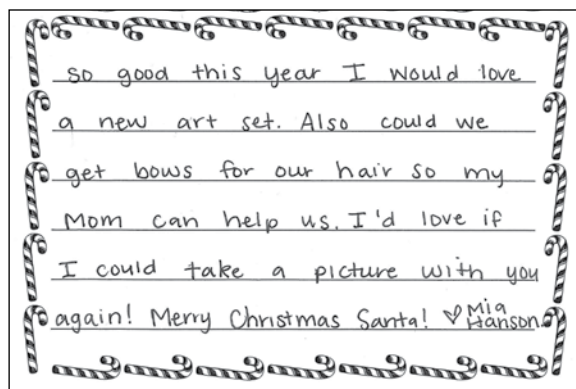 so good this year I would love
a new art set. Also could we
get bows for our hair so my
Mom can help us. I'd love if
I could take a picture with you
again! Merry Christmas Santa! ♡ Mia
Hanson.